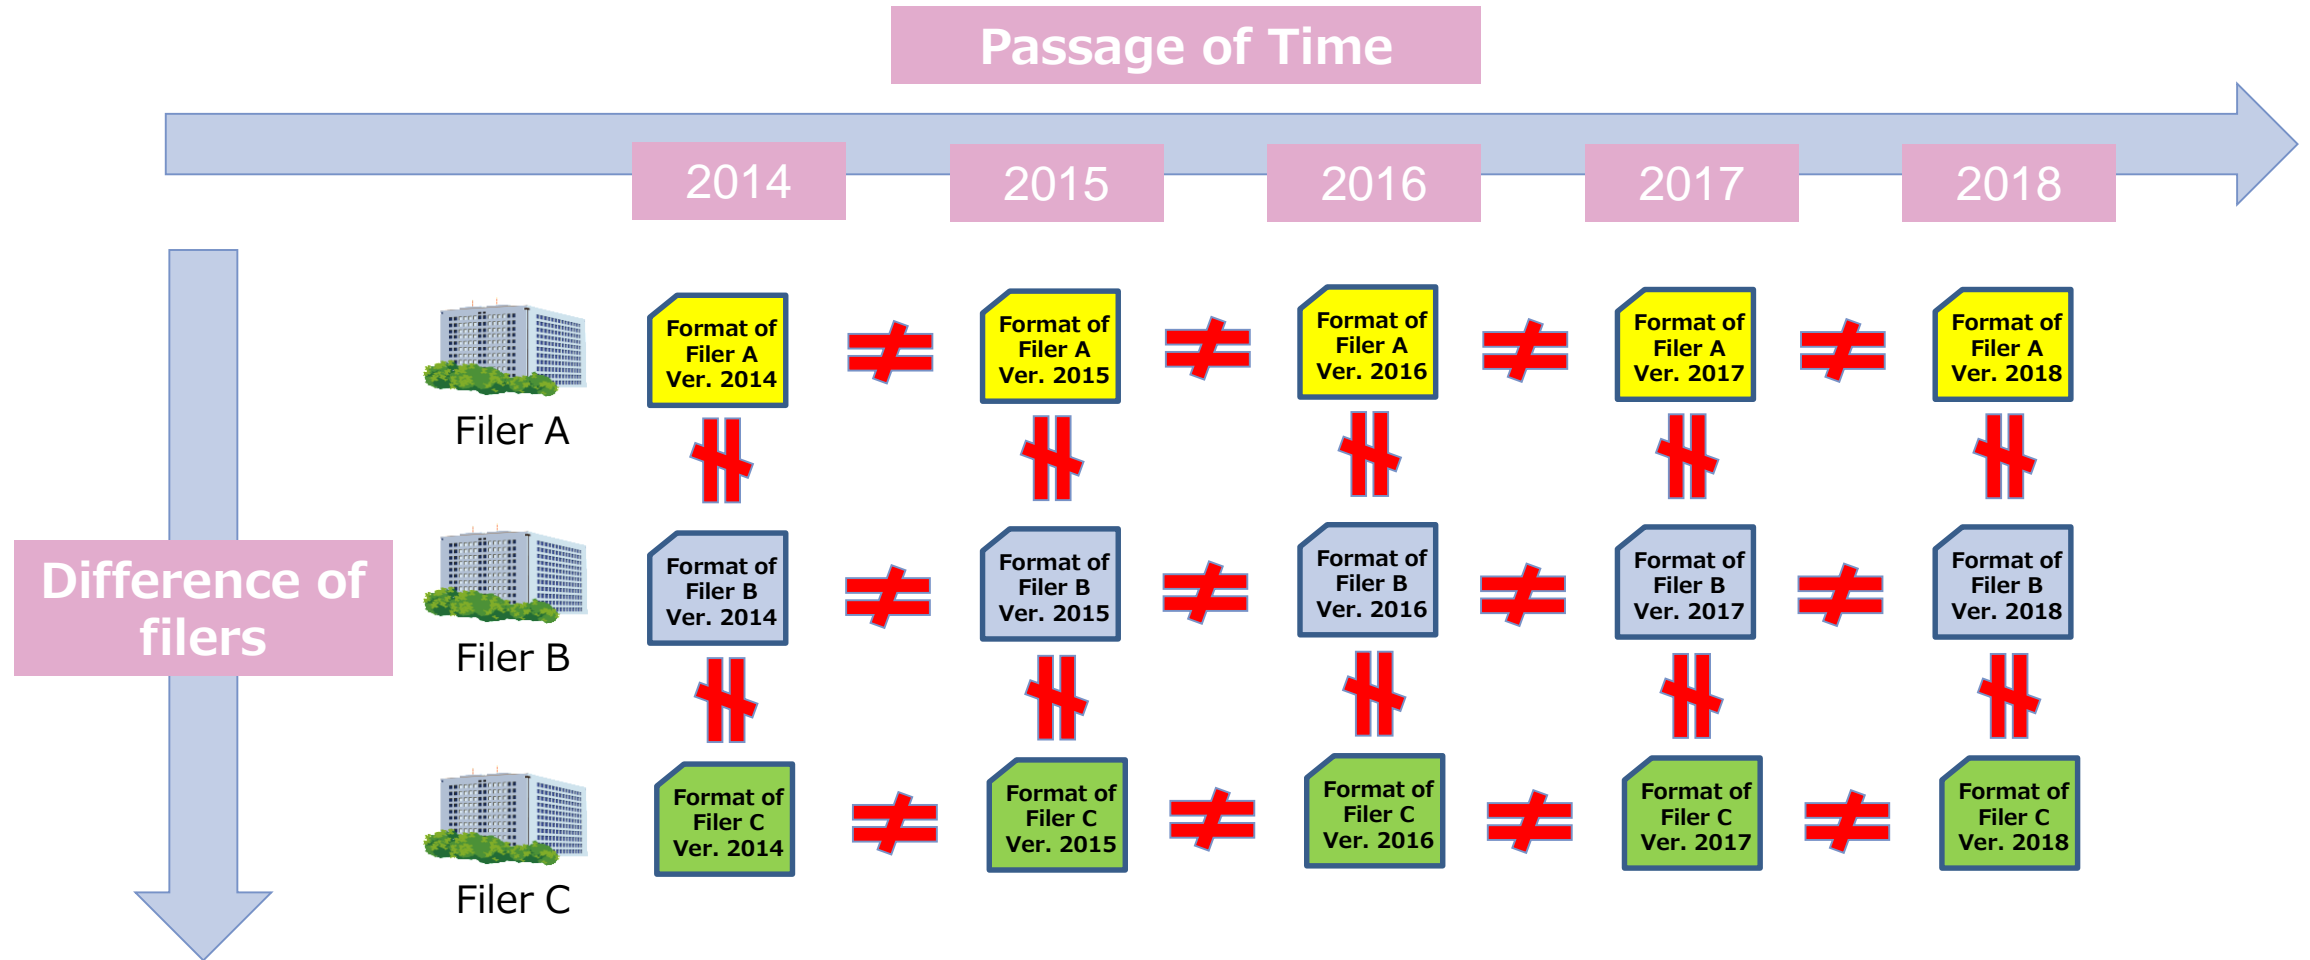 Passage of Time
2014
2015
2016
2017
2018
Format of
Filer A
Ver. 2014
Format of
Filer A
Ver. 2015
Format of
Filer A
Ver. 2016
Format of
Filer A
Ver. 2017
Format of
Filer A
Ver. 2018
Filer A
Difference of
filers
Format of
Filer B
Ver. 2014
Format of
Filer B
Ver. 2015
Format of
Filer B
Ver. 2016
Format of
Filer B
Ver. 2017
Format of
Filer B
Ver. 2018
Filer B
Format of
Filer C
Ver. 2014
Format of
Filer C
Ver. 2015
Format of
Filer C
Ver. 2016
Format of
Filer C
Ver. 2017
Format of
Filer C
Ver. 2018
Filer C